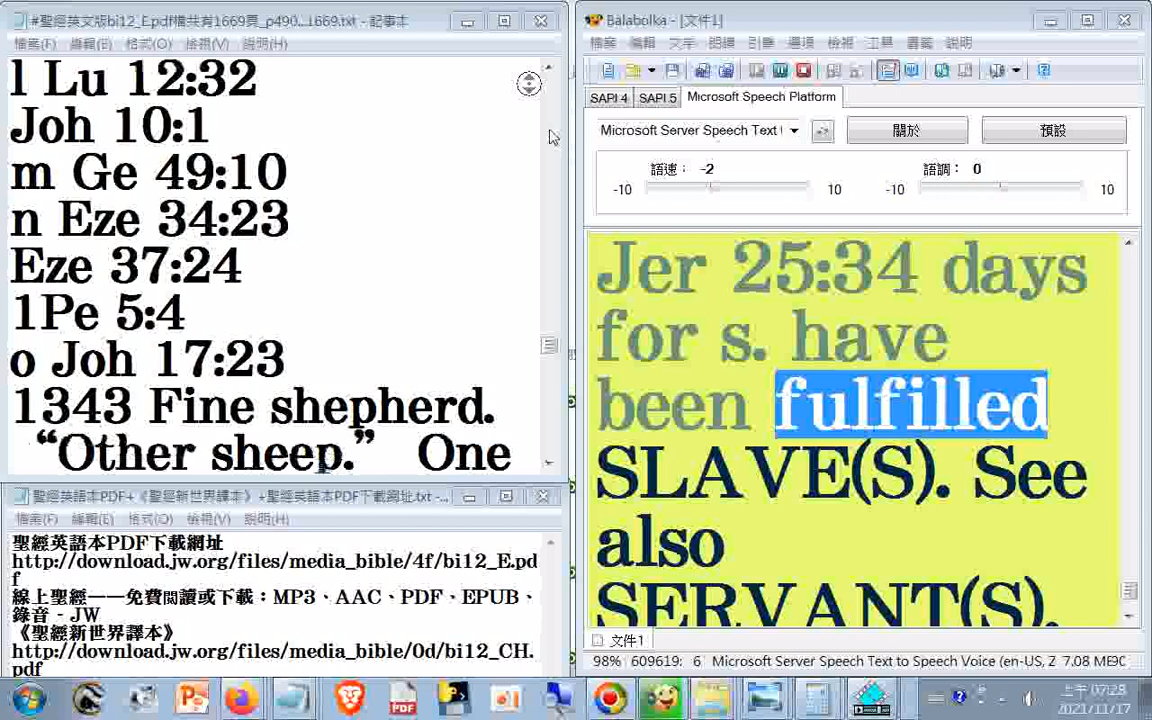 #聖經英文版bi12_E.pdf檔共有1669頁_p490...1669.txt - 記事本
檔案(F) 編輯(E) 格式(O) 檢視(V) 說明(H)
l Lu 12:32
Joh 10:1
m Ge 49:10
n Eze 34:23
Eze 37:24
1Pe 5:4
o Joh 17:23
1343 Fine shepherd.
“Other sheep.” One
聖經英語本PDF+《聖經新世界譯本》+聖經英語本PDF下載網址.txt - ...
檔案(F) 編輯(E) 格式(O) 檢視(V) 說明(H)
聖經英語本PDF下載網址
http://download.jw.org/files/media_bible/4f/bi12_E.pd
f
線上聖經——免費閱讀或下載：MP3、AAC、PDF、EPUB、
錄音 - JW
《聖經新世界譯本》
http://download.jw.org/files/media_bible/0d/bi12_CH.
pdf
Balabolka - [文件1]
檔案 編輯 文字 朗讀 引擎 選項 檢視 工具 書籤 說明
SAPI 4 SAPI 5 Microsoft Speech Platform
Microsoft Server Speech Text 關於 預設
語速： -2 語調： 0
-10 10 -10 10
Jer 25:34 days
for s. have
been fulfilled
SLAVE(S). See
also
SERVANT(S).
文件1
98% 609619: 6 Microsoft Server Speech Text to Speech Voice (en-US, Z 7.08 ME
PDF
上午 07:28
2021/11/17